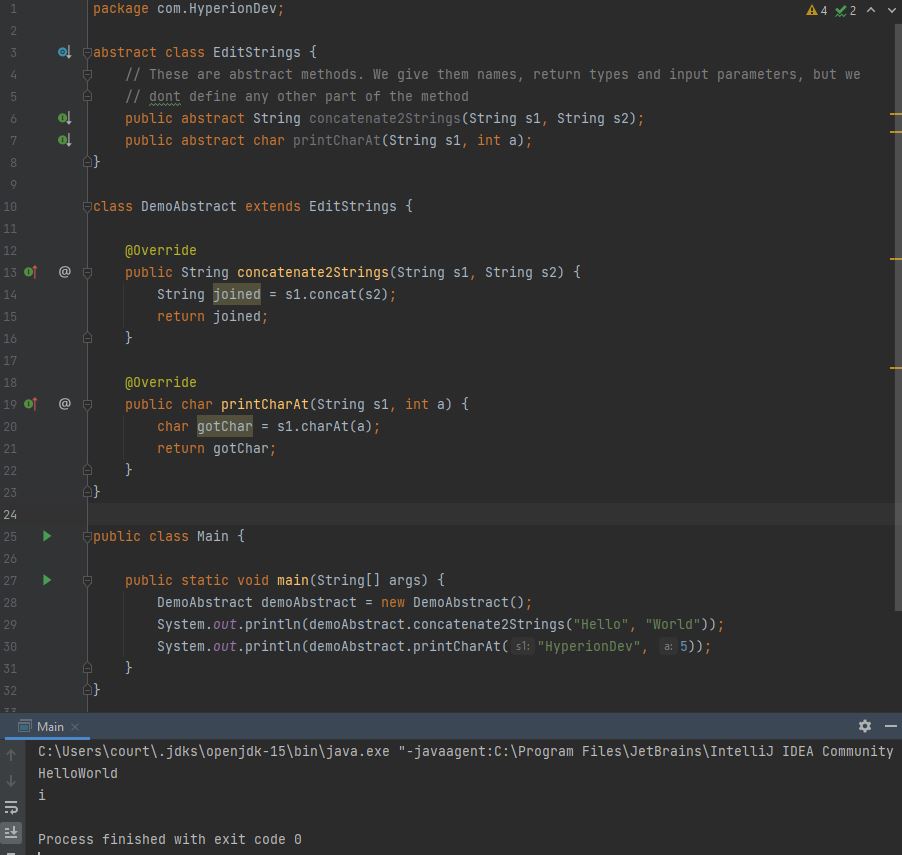 1 package com.HyperionDev; 4 2
2
3 abstract class EditStrings {
4 // These are abstract methods. We give them names, return types and input parameters, but we
5 // dont define any other part of the method
6 public abstract String concatenate2Strings(String s1, String s2);
7 public abstract char printCharAt(String s1, int a);
8 }
9
10 class DemoAbstract extends EditStrings {
11
12 @Override
13 @ public String concatenate2Strings(String s1, String s2) {
14 String joined = s1.concat(s2);
15 return joined;
16 }
17
18 @Override
19 @ public char printCharAt(String s1, int a) {
20 char gotChar = s1.charAt(a);
21 return gotChar;
22 }
23 }
24
25 public class Main {
26
27 public static void main(String[] args) {
28 DemoAbstract demoAbstract = new DemoAbstract();
29 System.out.println(demoAbstract.concatenate2Strings("Hello", "World"));
30 System.out.println(demoAbstract.printCharAt( s1: "HyperionDev", a: 5));
31 }
32 }
33
Main
C:\Users\court\.jdks\openjdk-15\bin\java.exe "-javaagent:C:\Program Files\JetBrains\IntelliJ IDEA Community
HelloWorld
i
Process finished with exit code 0